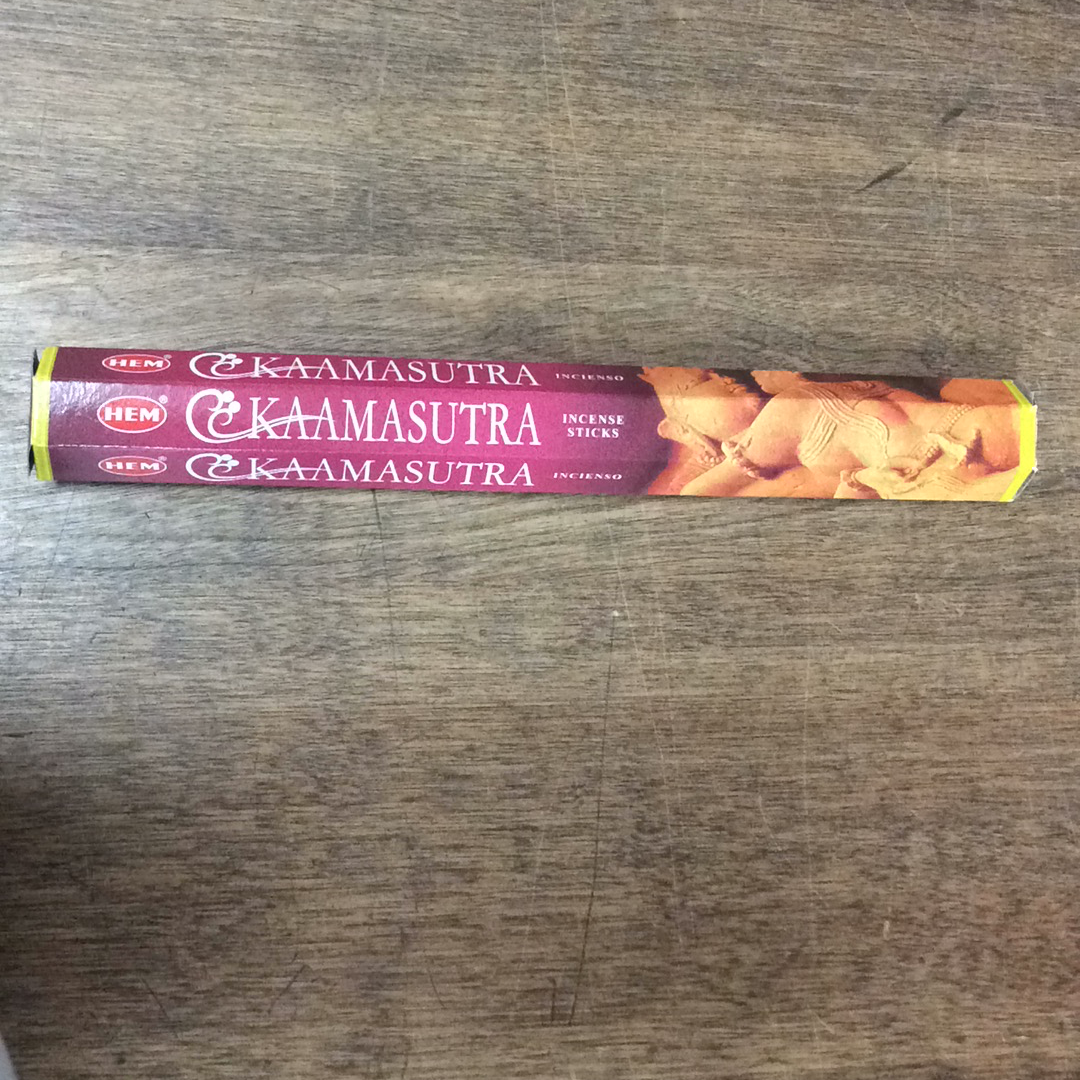 HEM® KAAMASUTRA INCIENSO
HEM® KAAMASUTRA INCENSE
STICKS
HEM® KAAMASUTRA INCIENSO